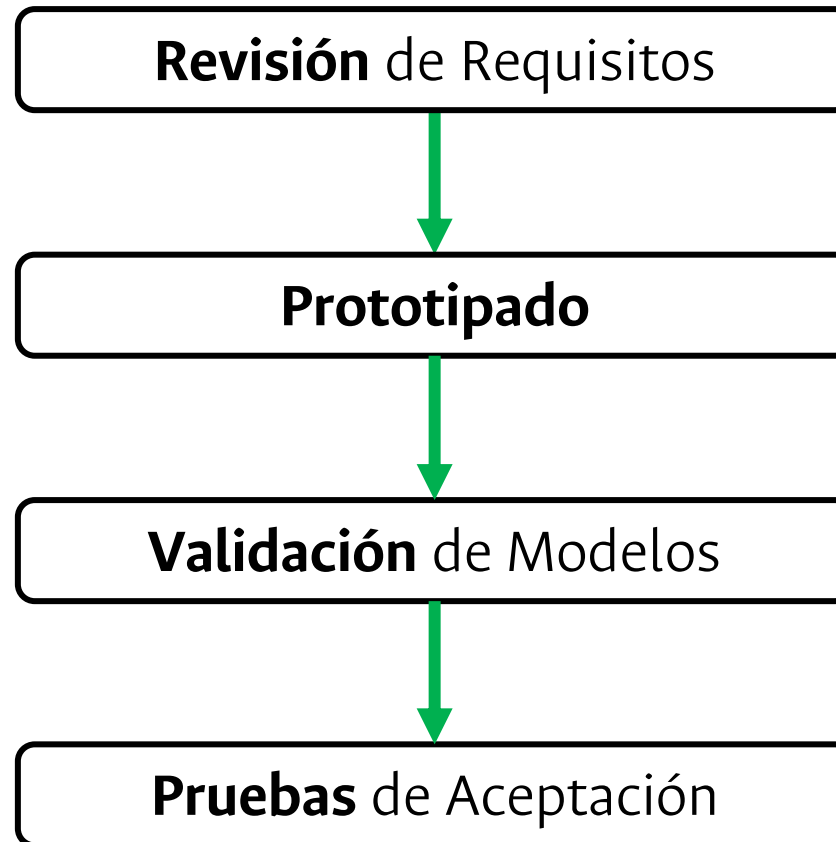 Revisión de Requisitos
Prototipado
Validación de Modelos
Pruebas de Aceptación